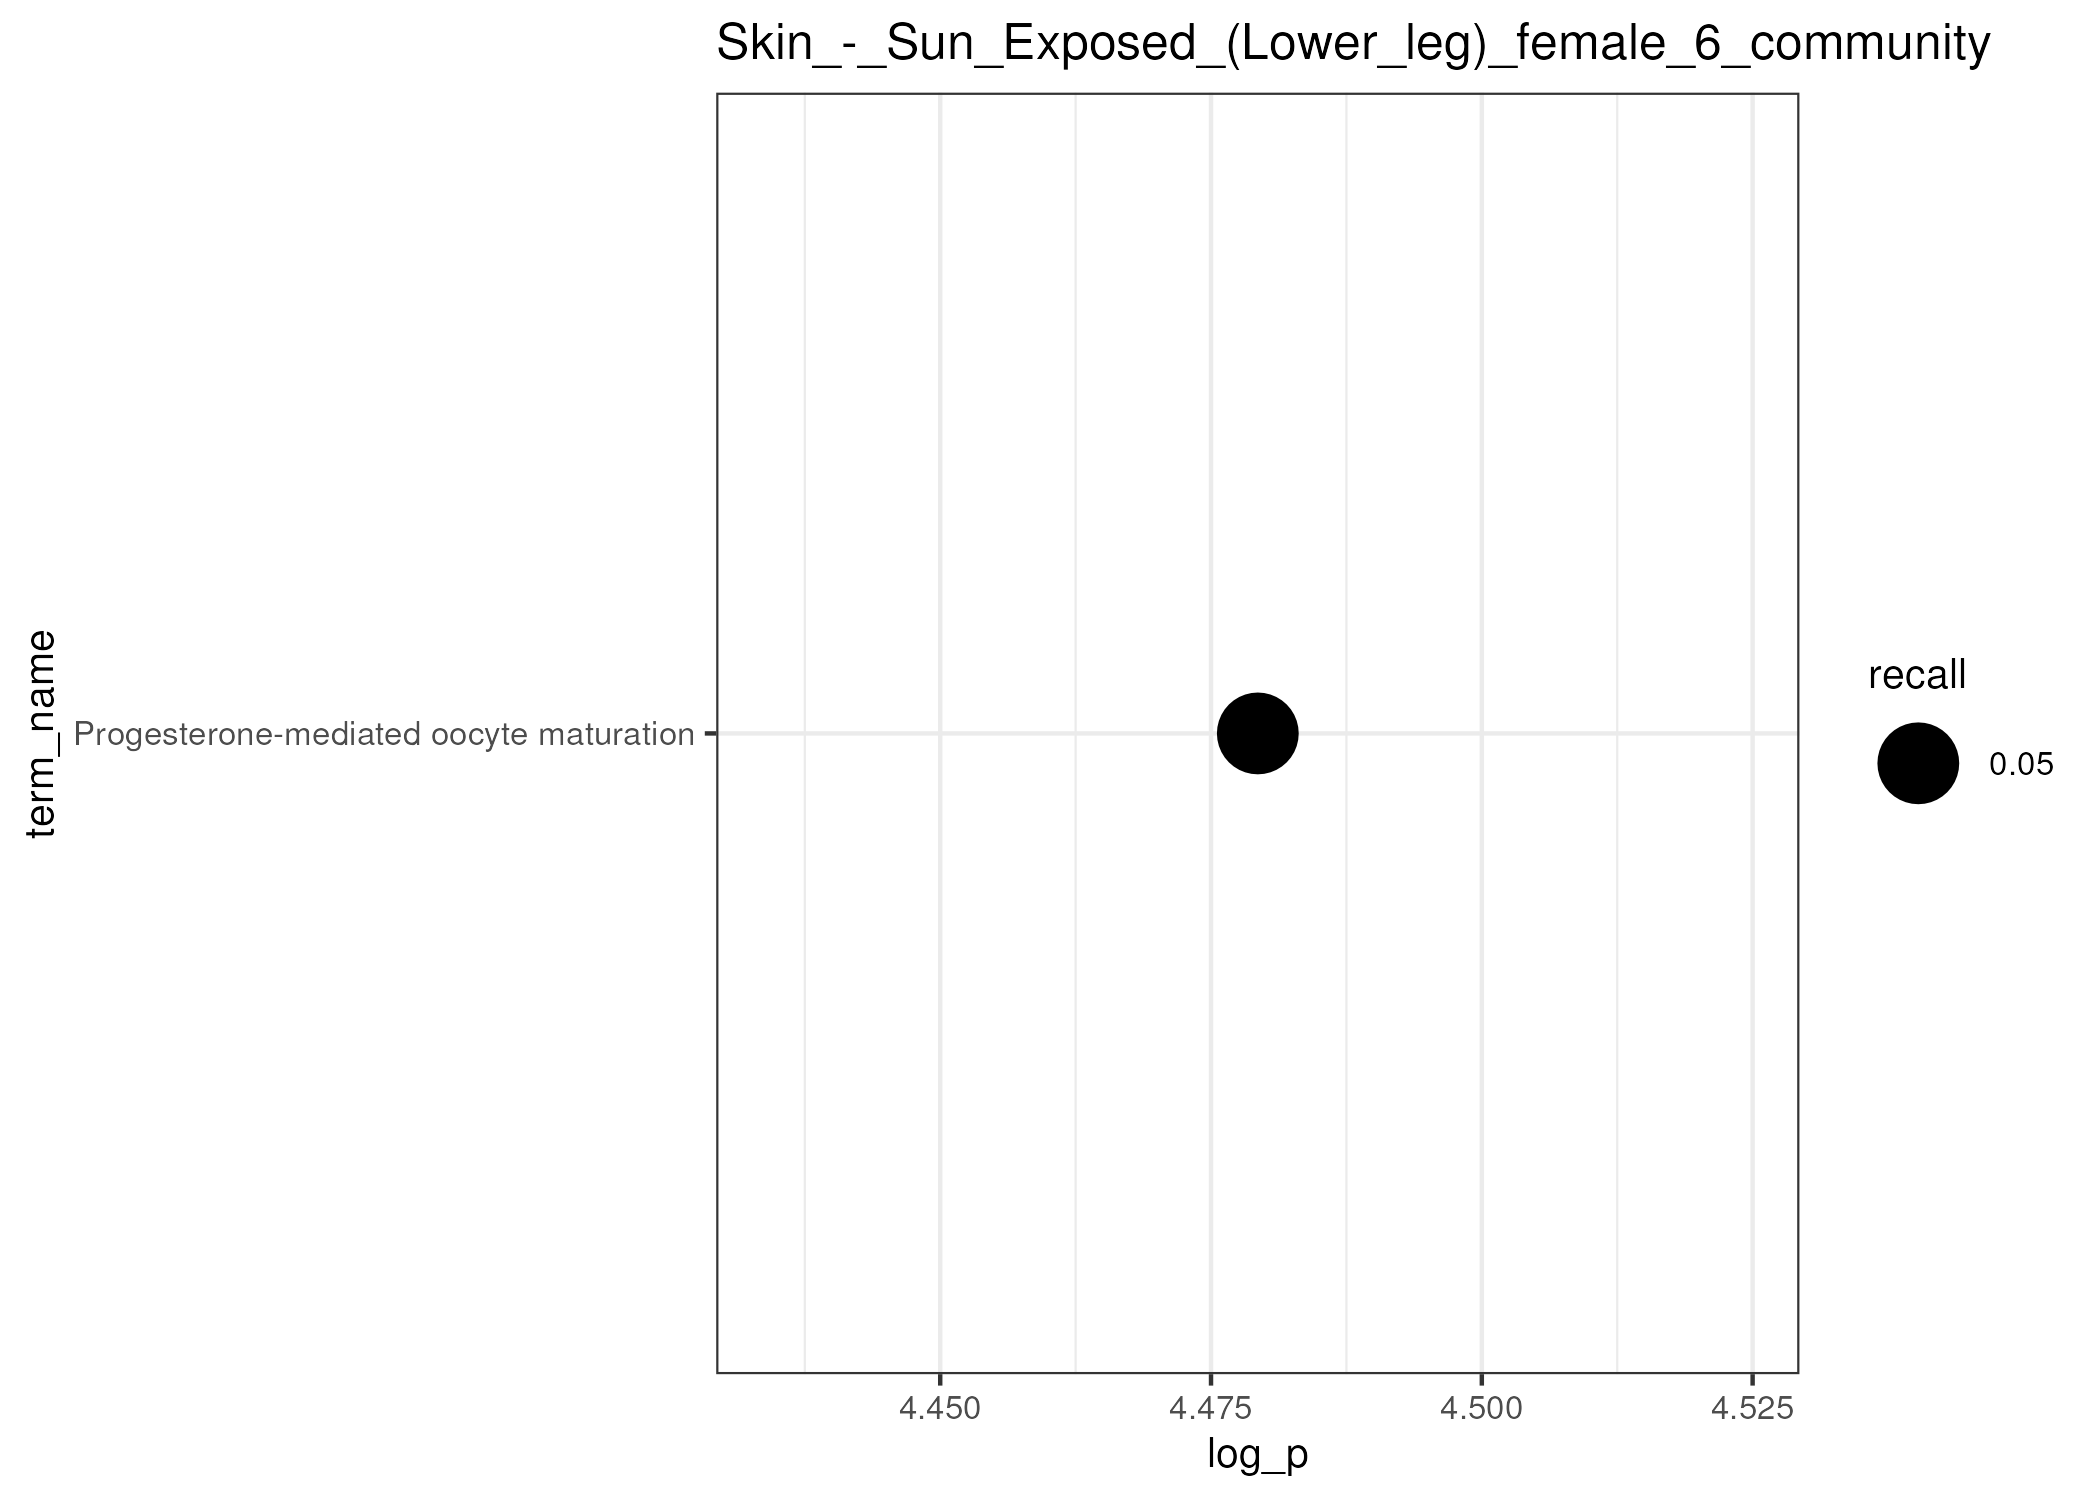 Skin_-_Sun_Exposed_(Lower_leg)_female_6_community
term_name
Progesterone-mediated oocyte maturation
recall
0.05
4.450 4.475 4.500 4.525
log_p